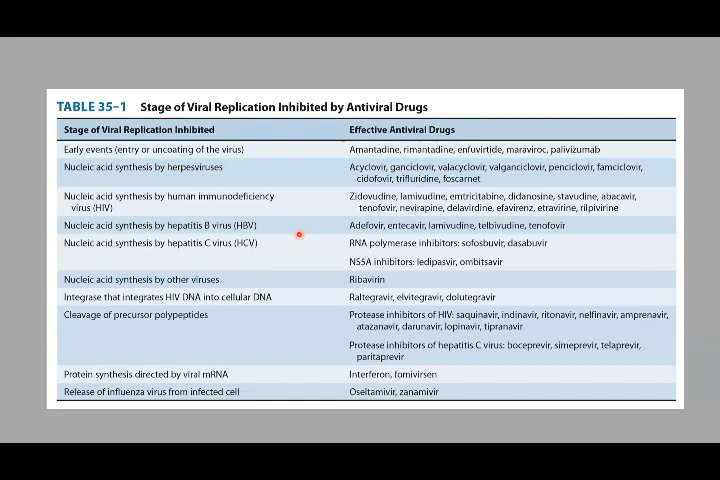 TABLE 35–1 Stage of Viral Replication Inhibited by Antiviral Drugs
Stage of Viral Replication Inhibited Effective Antiviral Drugs
Early events (entry or uncoating of the virus) Amantadine, rimantadine, enfuvirtide, maraviroc, palivizumab
Nucleic acid synthesis by herpesviruses Acyclovir, ganciclovir, valacyclovir, valganciclovir, penciclovir, famciclovir,
cidofovir, trifluridine, foscarnet
Nucleic acid synthesis by human immunodeficiency Zidovudine, lamivudine, emtricitabine, didanosine, stavudine, abacavir,
virus (HIV) tenofovir, nevirapine, delavirdine, efavirenz, etravirine, rilpivirine
Nucleic acid synthesis by hepatitis B virus (HBV) Adefovir, entecavir, lamivudine, telbivudine, tenofovir
Nucleic acid synthesis by hepatitis C virus (HCV) RNA polymerase inhibitors: sofosbuvir, dasabuvir
NS5A inhibitors: ledipasvir, ombitsavir
Nucleic acid synthesis by other viruses Ribavirin
Integrase that integrates HIV DNA into cellular DNA Raltegravir, elvitegravir, dolutegravir
Cleavage of precursor polypeptides Protease inhibitors of HIV: saquinavir, indinavir, ritonavir, nelfinavir, amprenavir,
atazanavir, darunavir, lopinavir, tipranavir
Protease inhibitors of hepatitis C virus: boceprevir, simeprevir, telaprevir,
paritaprevir
Protein synthesis directed by viral mRNA Interferon, fomivirsen
Release of influenza virus from infected cell Oseltamivir, zanamivir